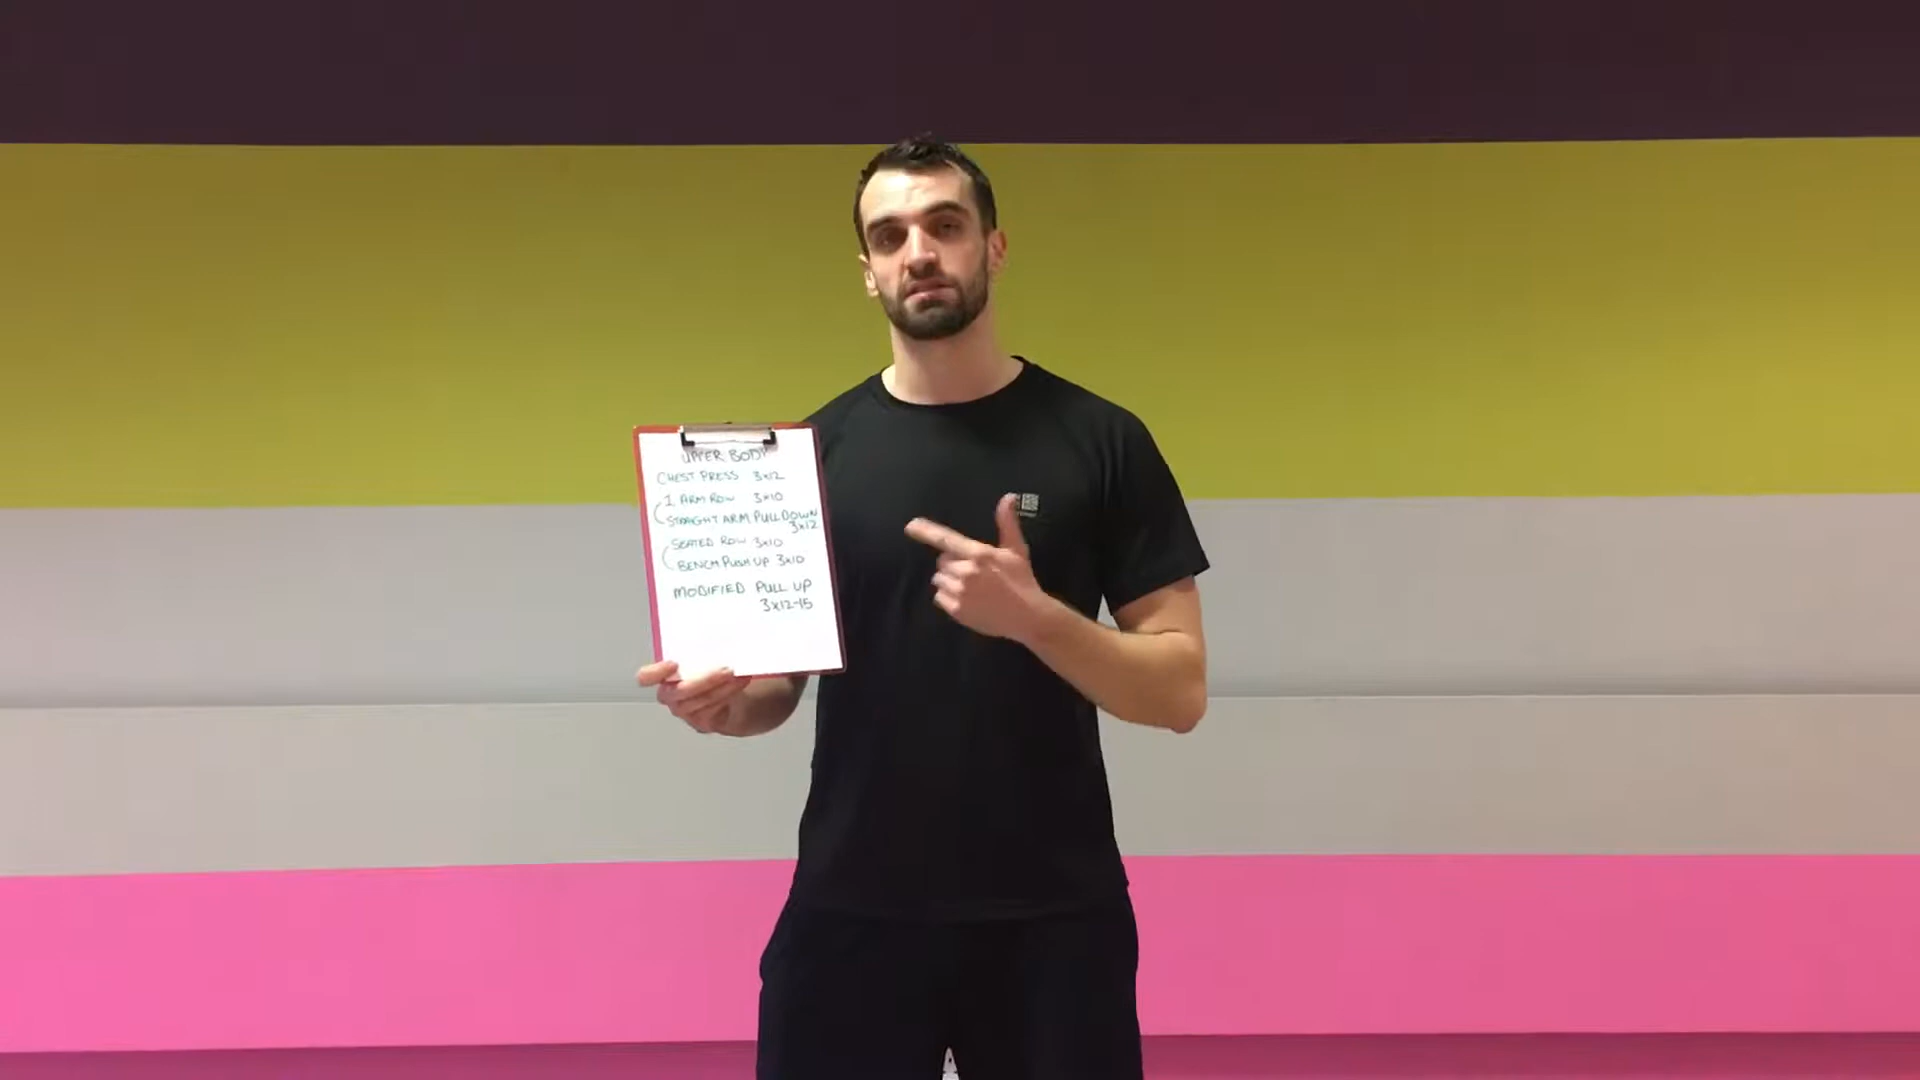 UPPER BODY
CHEST PRESS 3x12
1 ARM ROW 3x10
STRAIGHT ARM PULL DOWN
3x12
SEATED ROW 3x10
BENCH PUSH UP 3x10
MODIFIED PULL UP
3x12-15